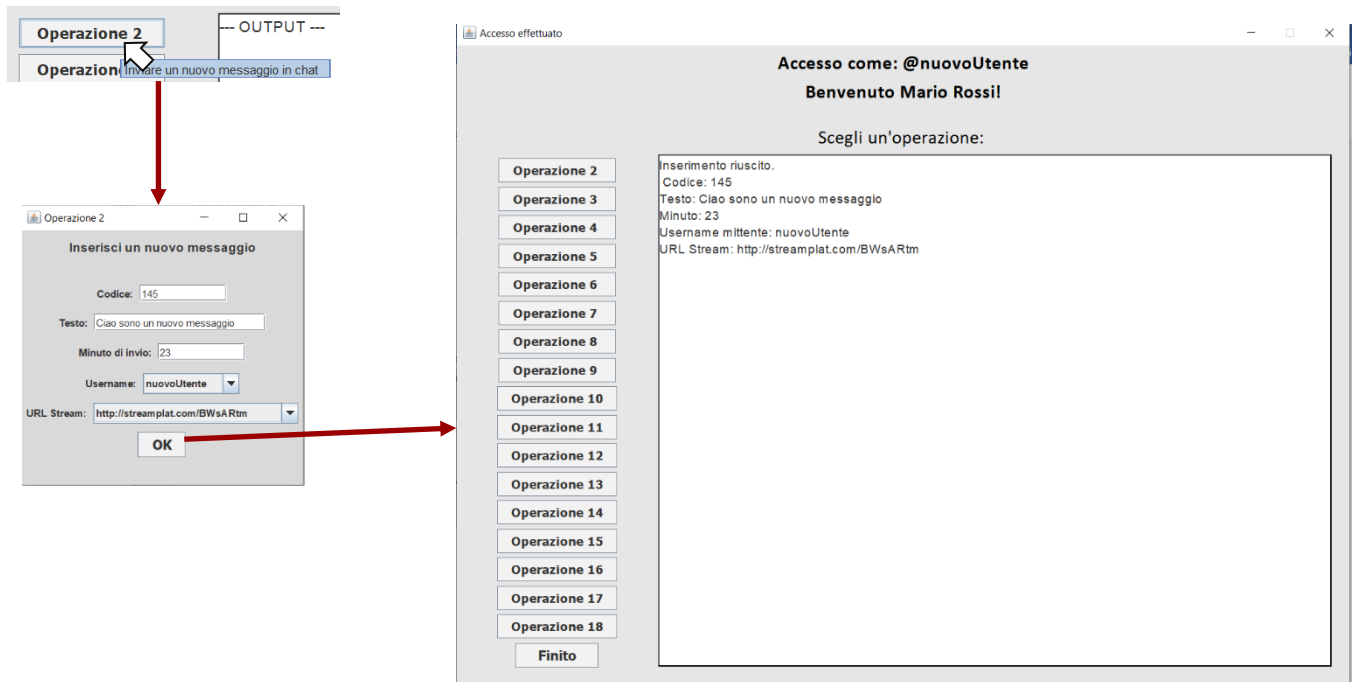 Operazione 2
--- OUTPUT ---
Operazion
Inviare un nuovo messaggio in chat
Operazione 2
Inserisci un nuovo messaggio
Codice: 145
Testo: Ciao sono un nuovo messaggio
Minuto di invio: 23
Username: nuovoUtente
URL Stream: http://streamplat.com/BWsARtm
OK
Accesso effettuato
Accesso come: @nuovoUtente
Benvenuto Mario Rossi!
Scegli un'operazione:
Operazione 2
Operazione 3
Operazione 4
Operazione 5
Operazione 6
Operazione 7
Operazione 8
Operazione 9
Operazione 10
Operazione 11
Operazione 12
Operazione 13
Operazione 14
Operazione 15
Operazione 16
Operazione 17
Operazione 18
Finito
Inserimento riuscito.
Codice: 145
Testo: Ciao sono un nuovo messaggio
Minuto: 23
Username mittente: nuovoUtente
URL Stream: http://streamplat.com/BWsARtm